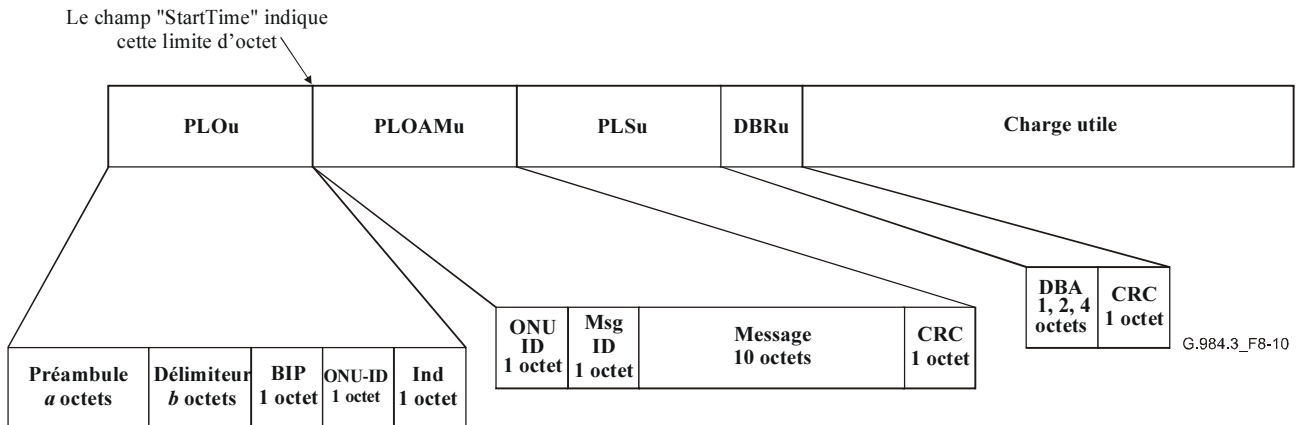 Le champ "StartTime" indique
cette limite d'octet
PLOu
PLOAMu
PLSu
DBRu
Charge utile
DBA
1, 2, 4
octets
CRC
1 octet
ONU
ID
1 octet
Msg
ID
1 octet
Message
10 octets
CRC
1 octet
G.984.3_F8-10
Préambule
a octets
Délimiteur
b octets
BIP
1 octet
ONU-ID
1 octet
Ind
1 octet